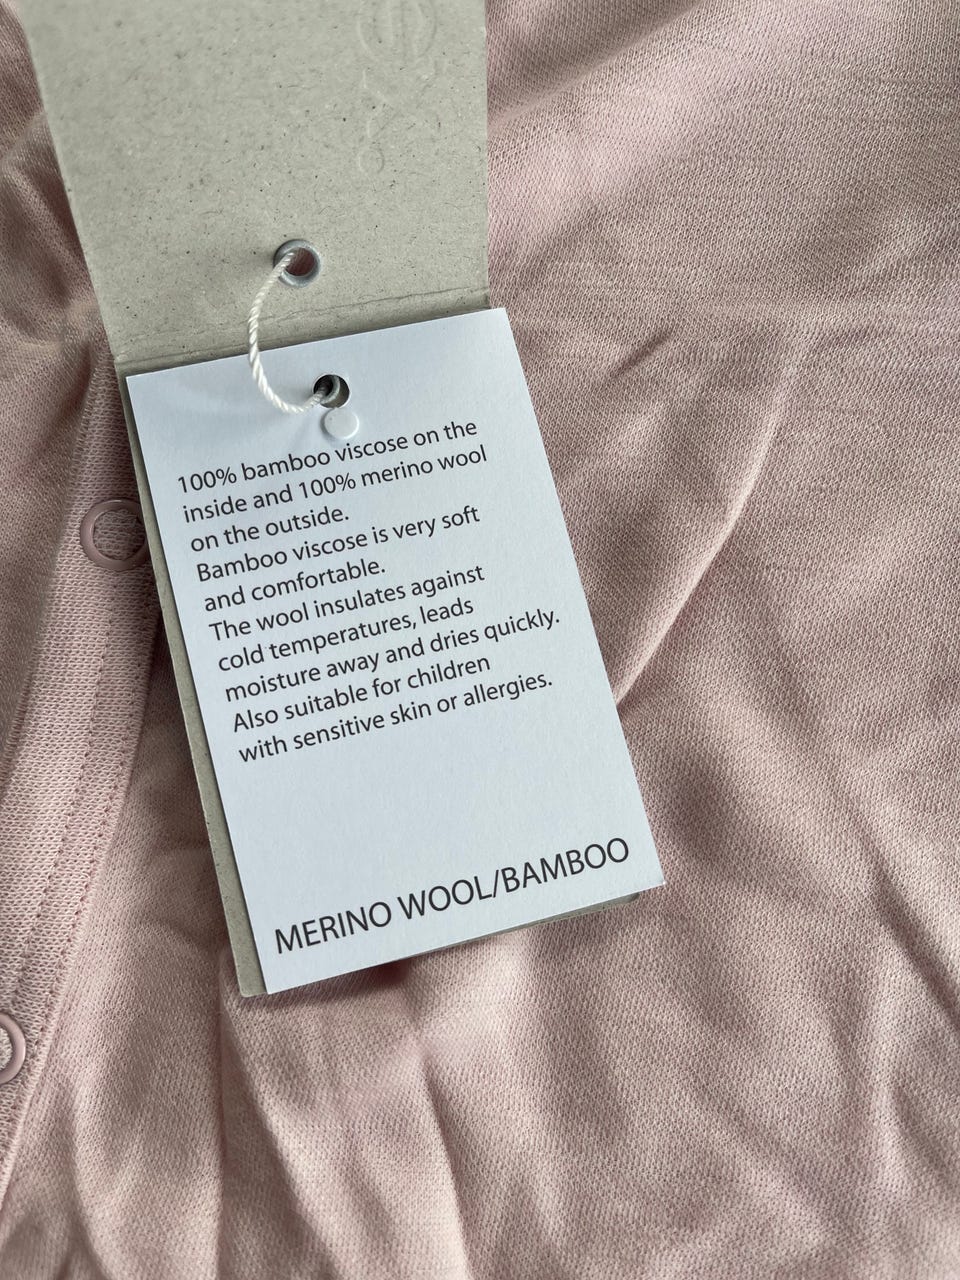 100% bamboo viscose on the
inside and 100% merino wool
on the outside.
Bamboo viscose is very soft
and comfortable.
The wool insulates against
cold temperatures, leads
moisture away and dries quickly.
Also suitable for children
with sensitive skin or allergies.
MERINO WOOL/BAMBOO